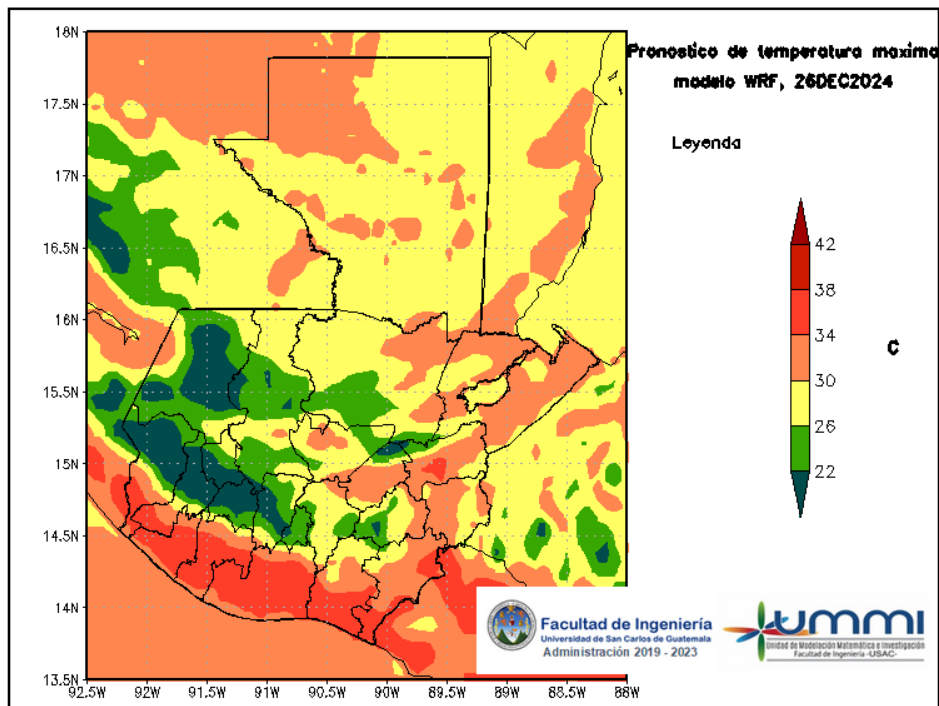 Pronostico de temperatura maxima
modelo WRF, 26DEC2024
Leyenda
42
38
34
30
26
22
C
18N
17.5N
17N
16.5N
16N
15.5N
15N
14.5N
14N
13.5N
92.5W 92W 91.5W 91W 90.5W 90W 89.5W 89W 88.5W 88W
Facultad de Ingeniería
Universidad de San Carlos de Guatemala
Administración 2019 - 2023
UMMI
Unidad de Modelación Matemática e Investigación
Facultad de Ingeniería -USAC-